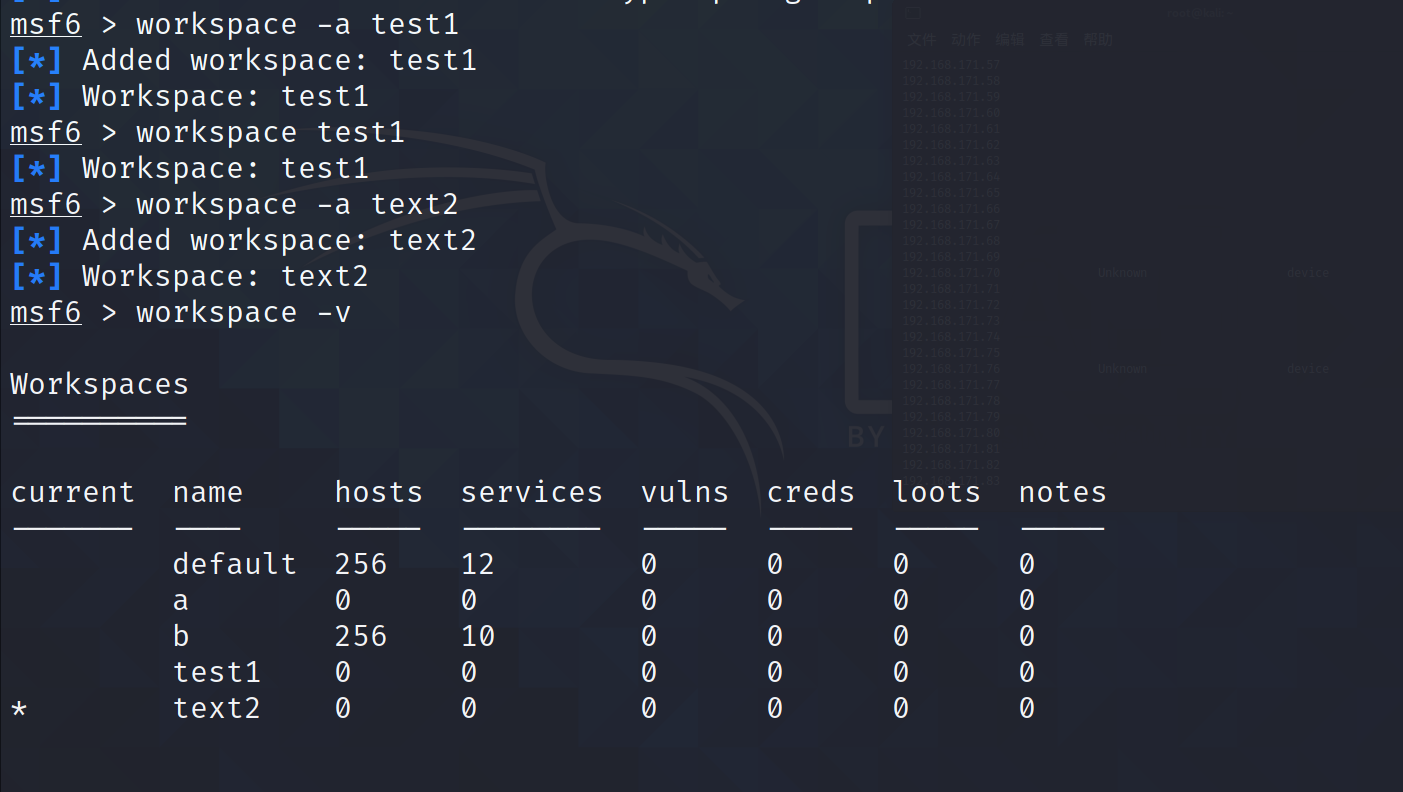 msf6 > workspace -a test1
[*] Added workspace: test1
[*] Workspace: test1
msf6 > workspace test1
[*] Workspace: test1
msf6 > workspace -a text2
[*] Added workspace: text2
[*] Workspace: text2
msf6 > workspace -v
Workspaces
==========
current name hosts services vulns creds loots notes
------- ---- ----- -------- ----- ----- ----- -----
default 256 12 0 0 0 0
a 0 0 0 0 0 0
b 256 10 0 0 0 0
test1 0 0 0 0 0 0
* text2 0 0 0 0 0 0
BY
文件 动作 编辑 查看 帮助
192.168.171.57
192.168.171.58
192.168.171.59
192.168.171.60
192.168.171.61
192.168.171.62
192.168.171.63
192.168.171.64
192.168.171.65
192.168.171.66
192.168.171.67
192.168.171.68
192.168.171.69
192.168.171.70 Unknown device
192.168.171.71
192.168.171.72
192.168.171.73
192.168.171.74
192.168.171.75
192.168.171.76 Unknown device
192.168.171.77
192.168.171.78
192.168.171.79
192.168.171.80
192.168.171.81
192.168.171.82